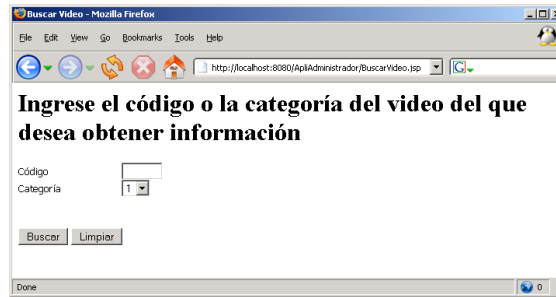 Buscar Video - Mozilla Firefox
File Edit View Go Bookmarks Tools Help
http://localhost:8080/ApliAdministrador/BuscarVideo.jsp G
Ingrese el código o la categoría del video del que
desea obtener información
Código
Categoría 1
Buscar Limpiar
Done 0